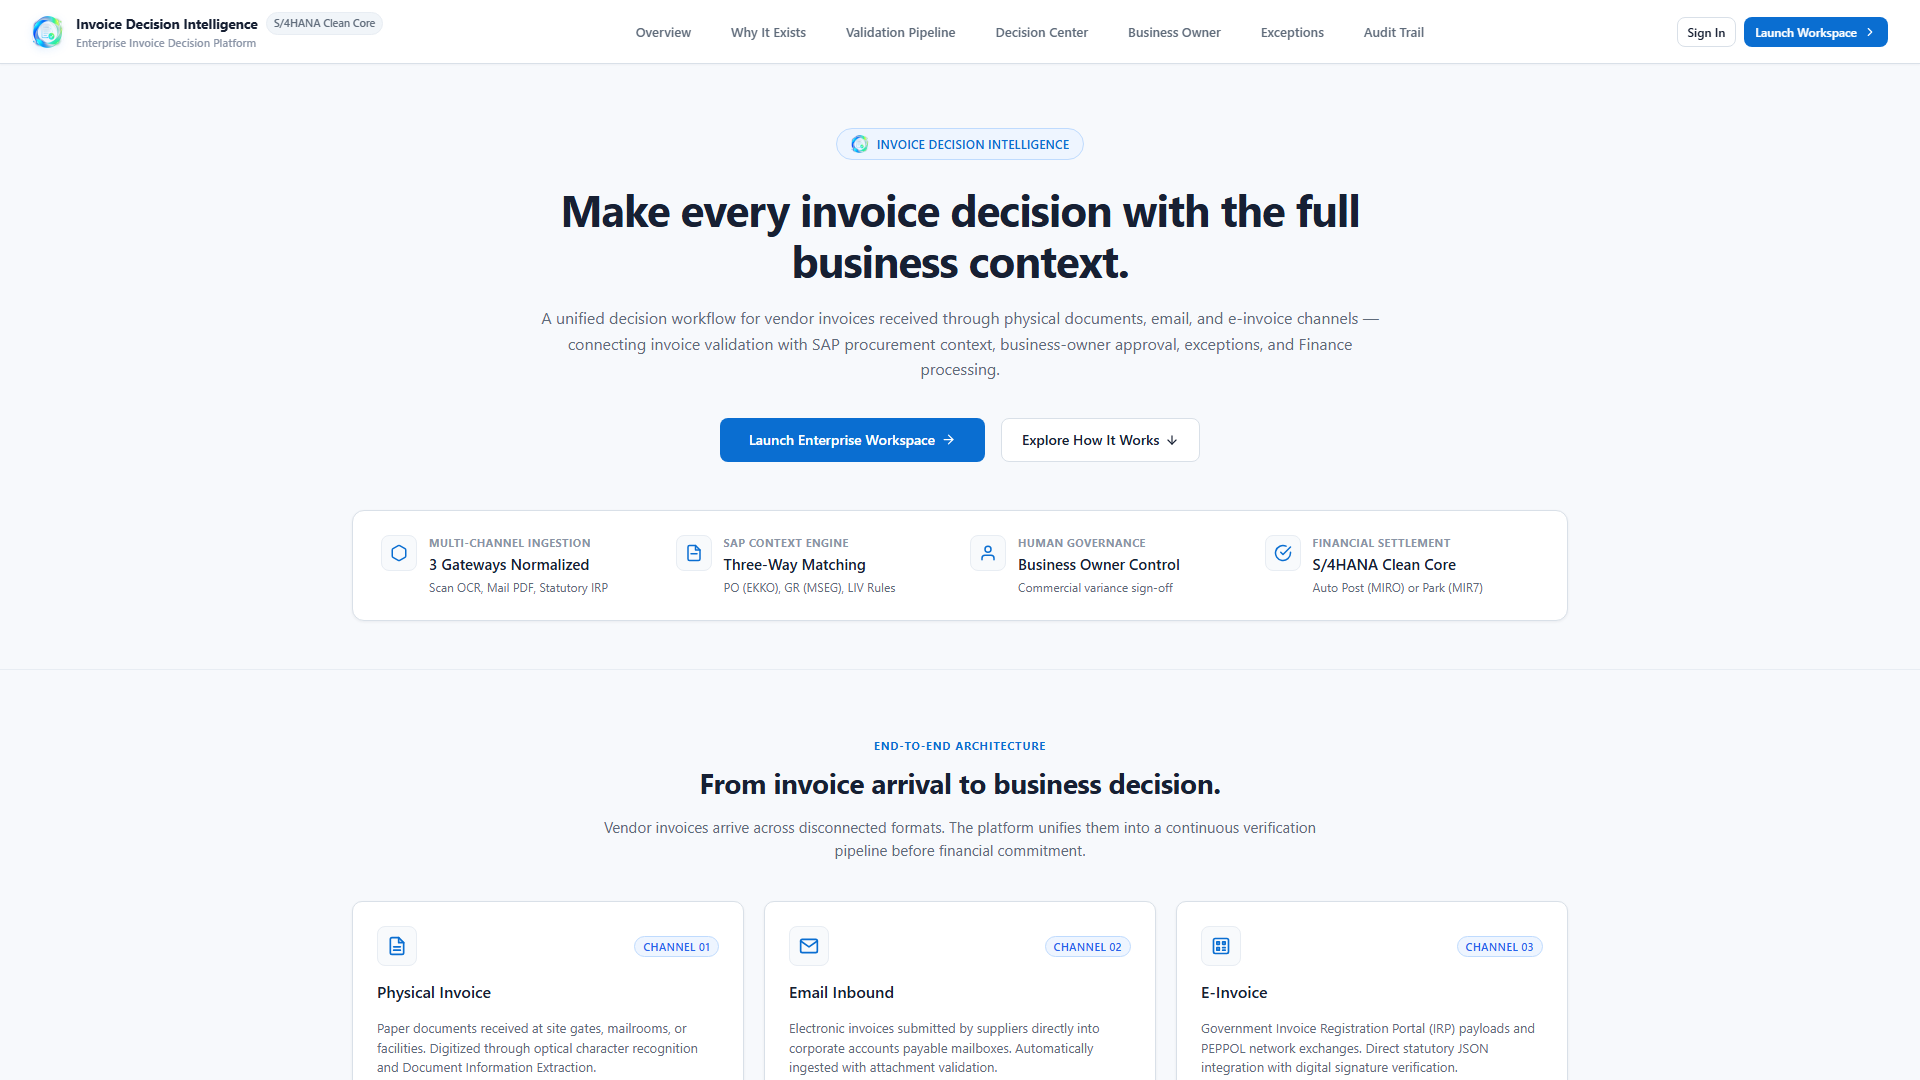 Invoice Decision Intelligence
S/4HANA Clean Core
Enterprise Invoice Decision Platform
Overview
Why It Exists
Validation Pipeline
Decision Center
Business Owner
Exceptions
Audit Trail
Sign In
Launch Workspace
INVOICE DECISION INTELLIGENCE
Make every invoice decision with the full
business context.
A unified decision workflow for vendor invoices received through physical documents, email, and e-invoice channels —
connecting invoice validation with SAP procurement context, business-owner approval, exceptions, and Finance
processing.
Launch Enterprise Workspace →
Explore How It Works ↓
MULTI-CHANNEL INGESTION
3 Gateways Normalized
Scan OCR, Mail PDF, Statutory IRP
SAP CONTEXT ENGINE
Three-Way Matching
PO (EKKO), GR (MSEG), LIV Rules
HUMAN GOVERNANCE
Business Owner Control
Commercial variance sign-off
FINANCIAL SETTLEMENT
S/4HANA Clean Core
Auto Post (MIRO) or Park (MIR7)
END-TO-END ARCHITECTURE
From invoice arrival to business decision.
Vendor invoices arrive across disconnected formats. The platform unifies them into a continuous verification
pipeline before financial commitment.
CHANNEL 01
Physical Invoice
Paper documents received at site gates, mailrooms, or
facilities. Digitized through optical character recognition
and Document Information Extraction.
CHANNEL 02
Email Inbound
Electronic invoices submitted by suppliers directly into
corporate accounts payable mailboxes. Automatically
ingested with attachment validation.
CHANNEL 03
E-Invoice
Government Invoice Registration Portal (IRP) payloads and
PEPPOL network exchanges. Direct statutory JSON
integration with digital signature verification.